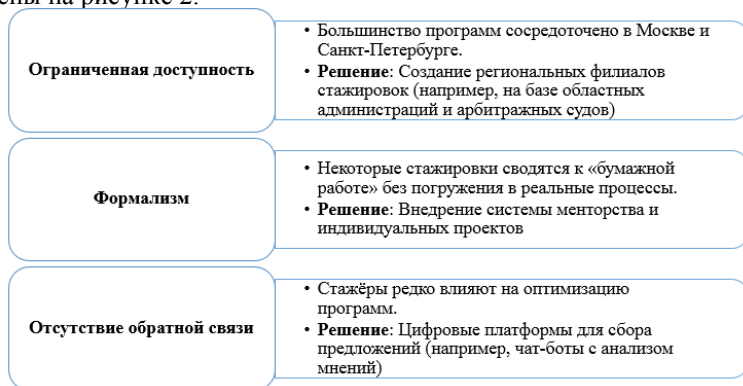 ены на рисунке 2.
Ограниченная доступность
• Большинство программ сосредоточено в Москве и
Санкт-Петербурге.
• Решение: Создание региональных филиалов
стажировок (например, на базе областных
администраций и арбитражных судов)
Формализм
• Некоторые стажировки сводятся к «бумажной
работе» без погружения в реальные процессы.
• Решение: Внедрение системы менторства и
индивидуальных проектов
Отсутствие обратной связи
• Стажёры редко влияют на оптимизацию
программ.
• Решение: Цифровые платформы для сбора
предложений (например, чат-боты с анализом
мнений)